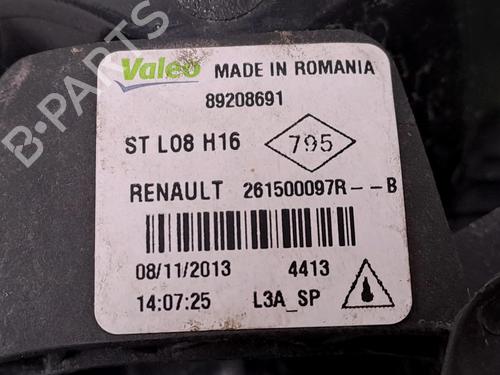 Valeo MADE IN ROMANIA
89208691
ST L08 H16 795
RENAULT 261500097R--B
08/11/2013 4413
14:07:25 L3A_SP
B-PARTS